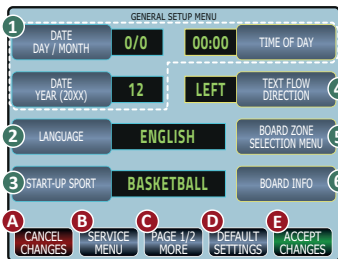 GENERAL SETUP MENU
1
DATE
DAY / MONTH
0/0
00:00
TIME OF DAY
DATE
YEAR (20XX)
12
LEFT
TEXT FLOW
DIRECTION
4
2
LANGUAGE
ENGLISH
BOARD ZONE
SELECTION MENU
5
3
START-UP SPORT
BASKETBALL
BOARD INFO
6
A
B
C
D
E
CANCEL
CHANGES
SERVICE
MENU
PAGE 1/2
MORE
DEFAULT
SETTINGS
ACCEPT
CHANGES